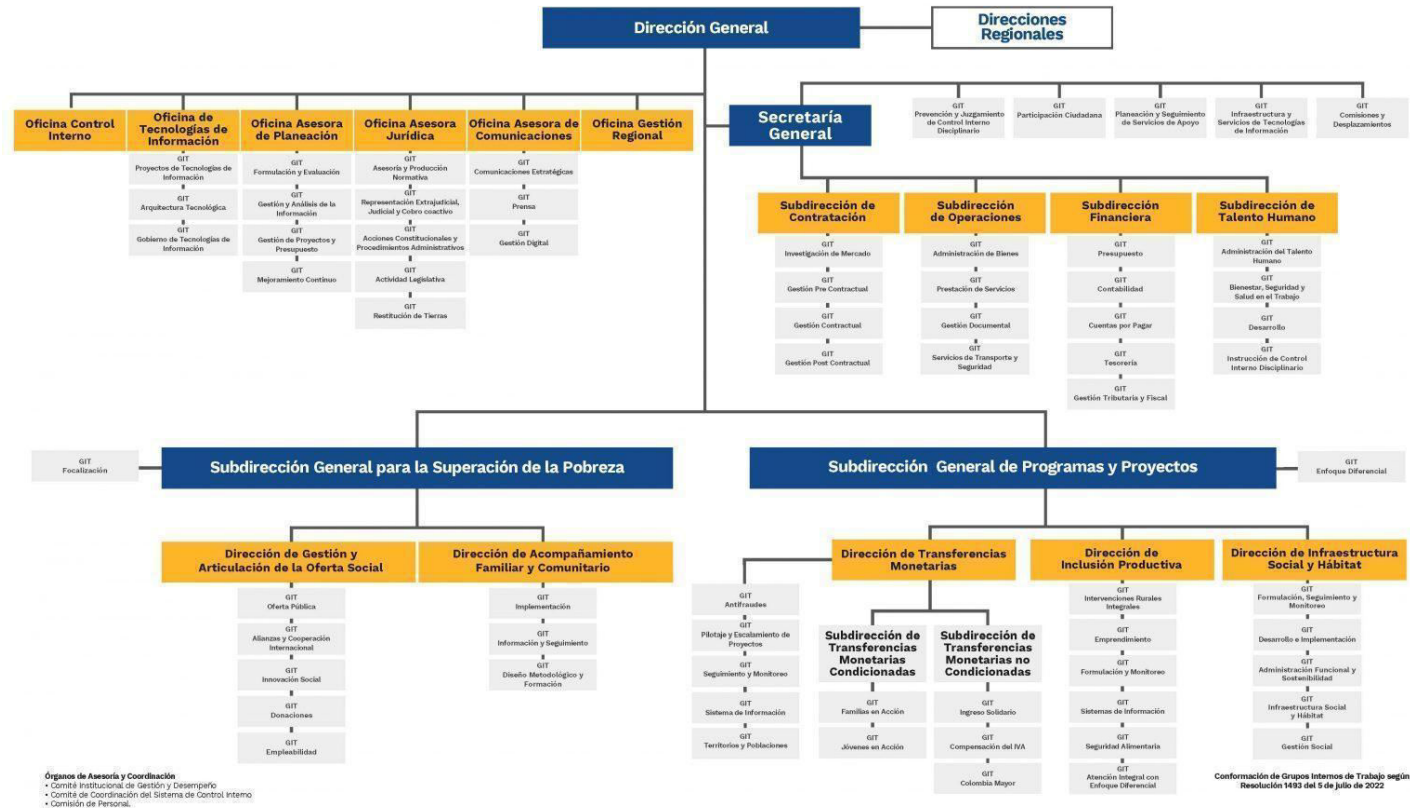 Dirección General
Direcciones
Regionales
Oficina Control
Interno
Oficina de
Tecnologías de
Información
GIT
Proyectos de Tecnologías de
Información
GIT
Arquitectura Tecnológica
GIT
Gobierno de Tecnologías de
Información
Oficina Asesora
de Planeación
GIT
Formulación y Evaluación
GIT
Gestión y Análisis de la
Información
GIT
Gestión de Proyectos y
Presupuesto
GIT
Mejoramiento Continuo
Oficina Asesora
Jurídica
GIT
Asesoría y Producción
Normativa
GIT
Representación Extrajudicial,
Judicial y Cobro coactivo
GIT
Acciones Constitucionales y
Procedimientos Administrativos
GIT
Actividad Legislativa
GIT
Restitución de Tierras
Oficina Asesora de
Comunicaciones
GIT
Comunicaciones Estratégicas
GIT
Prensa
GIT
Gestión Digital
Oficina Gestión
Regional
Secretaría
General
GIT
Prevención y Juzgamiento
de Control Interno
Disciplinario
GIT
Participación Ciudadana
GIT
Planeación y Seguimiento
de Servicios de Apoyo
GIT
Infraestructura y
Servicios de Tecnologías
de Información
GIT
Comisiones y
Desplazamientos
Subdirección de
Contratación
GIT
Investigación de Mercado
GIT
Gestión Pre Contractual
GIT
Gestión Contractual
GIT
Gestión Post Contractual
Subdirección
de Operaciones
GIT
Administración de Bienes
GIT
Prestación de Servicios
GIT
Gestión Documental
GIT
Servicios de Transporte y
Seguridad
Subdirección
Financiera
GIT
Presupuesto
GIT
Contabilidad
GIT
Cuentas por Pagar
GIT
Tesorería
GIT
Gestión Tributaria y Fiscal
Subdirección de
Talento Humano
GIT
Administración del Talento
Humano
GIT
Bienestar, Seguridad y
Salud en el Trabajo
GIT
Desarrollo
GIT
Instrucción de Control
Interno Disciplinario
GIT
Focalización
Subdirección General para la Superación de la Pobreza
Subdirección General de Programas y Proyectos
GIT
Enfoque Diferencial
Dirección de Gestión y
Articulación de la Oferta Social
GIT
Oferta Pública
GIT
Alianzas y Cooperación
Internacional
GIT
Innovación Social
GIT
Donaciones
GIT
Empleabilidad
Dirección de Acompañamiento
Familiar y Comunitario
GIT
Implementación
GIT
Información y Seguimiento
GIT
Diseño Metodológico y
Formación
Dirección de Transferencias
Monetarias
GIT
Antifraudes
GIT
Pilotaje y Escalamiento de
Proyectos
GIT
Seguimiento y Monitoreo
GIT
Sistema de Información
GIT
Territorios y Poblaciones
Subdirección de
Transferencias
Monetarias
Condicionadas
GIT
Familias en Acción
GIT
Jóvenes en Acción
Subdirección de
Transferencias
Monetarias no
Condicionadas
GIT
Ingreso Solidario
GIT
Compensación del IVA
GIT
Colombia Mayor
Dirección de
Inclusión Productiva
GIT
Intervenciones Rurales
Integrales
GIT
Emprendimiento
GIT
Formulación y Monitoreo
GIT
Sistemas de Información
GIT
Seguridad Alimentaria
GIT
Atención Integral con
Enfoque Diferencial
Dirección de Infraestructura
Social y Hábitat
GIT
Formulación, Seguimiento y
Monitoreo
GIT
Desarrollo e Implementación
GIT
Administración Funcional y
Sostenibilidad
GIT
Infraestructura Social
y Hábitat
GIT
Gestión Social
Órganos de Asesoría y Coordinación
• Comité Institucional de Gestión y Desempeño
• Comité de Coordinación del Sistema de Control Interno
• Comisión de Personal.
Conformación de Grupos Internos de Trabajo según
Resolución 1493 del 5 de julio de 2022